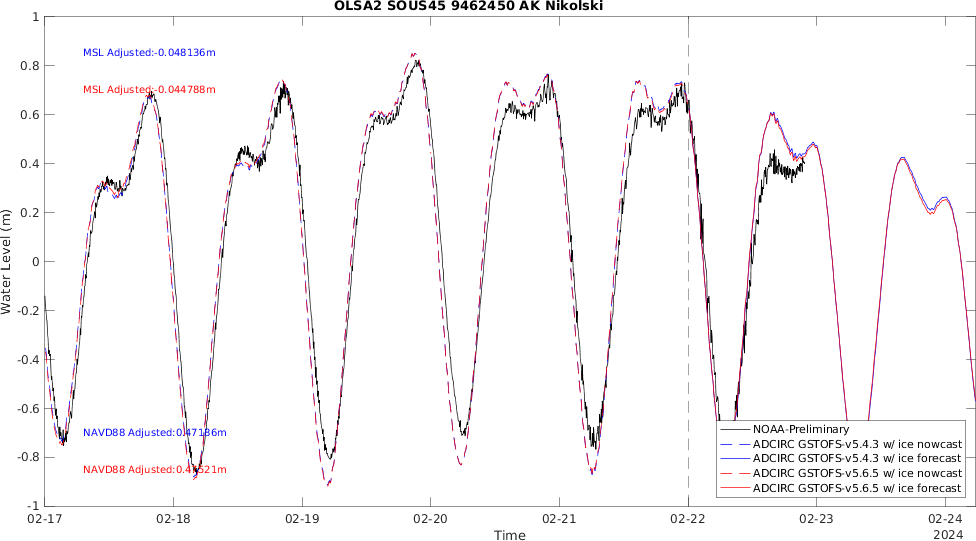 OLSA2 SOUS45 9462450 AK Nikolski
1
0.8
0.6
0.4
0.2
0
-0.2
-0.4
-0.6
-0.8
-1
Water Level (m)
MSL Adjusted:-0.048136m
MSL Adjusted:-0.044788m
NAVD88 Adjusted:0.47136m
NAVD88 Adjusted:
NOAA-Preliminary
ADCIRC GSTOFS-v5.4.3 w/ ice nowcast
ADCIRC GSTOFS-v5.4.3 w/ ice forecast
ADCIRC GSTOFS-v5.6.5 w/ ice nowcast
ADCIRC GSTOFS-v5.6.5 w/ ice forecast
02-17 02-18 02-19 02-20 02-21 02-22 02-23 02-24
Time
2024